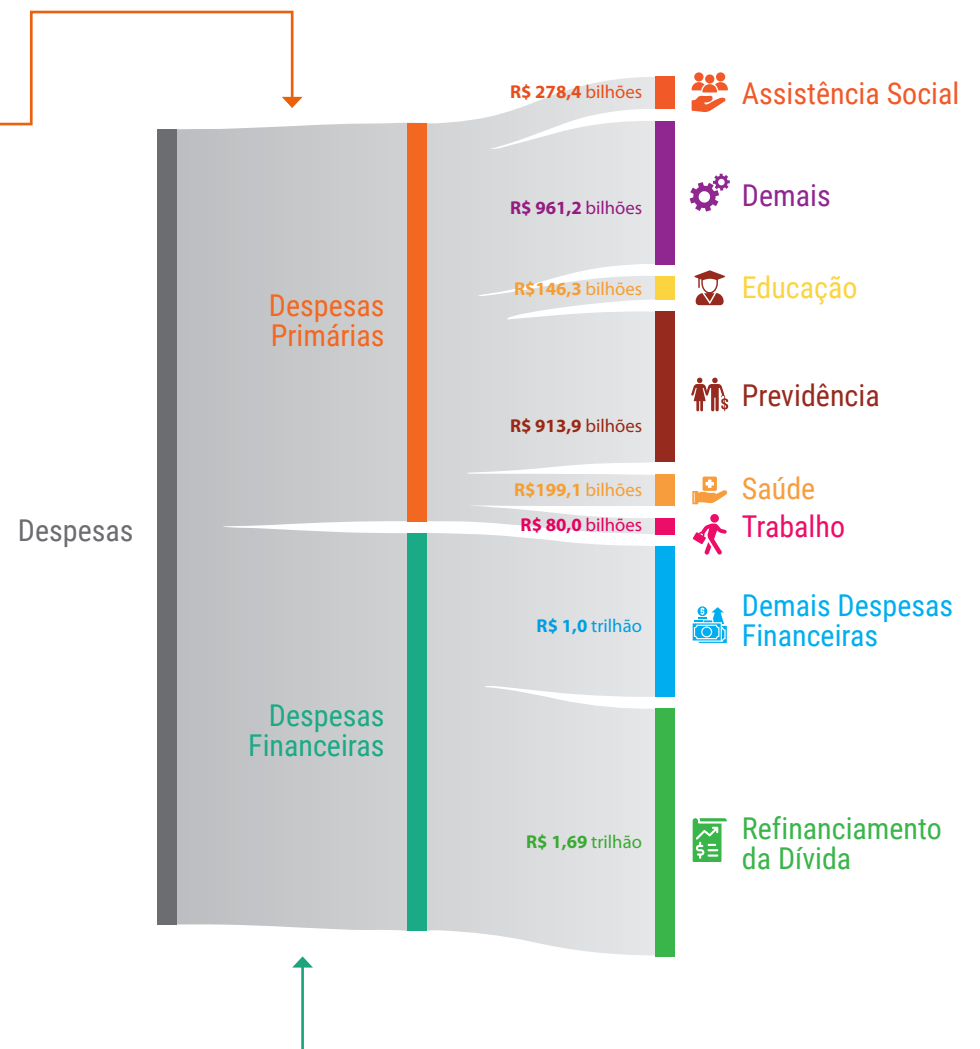 R$ 278,4 bilhões
Assistência Social
R$ 961,2 bilhões
Demais
R$146,3 bilhões
Educação
Despesas
Primárias
R$ 913,9 bilhões
Previdência
R$199,1 bilhões
Saúde
R$ 80,0 bilhões
Trabalho
Despesas
R$ 1,0 trilhão
Demais Despesas
Financeiras
Despesas
Financeiras
R$ 1,69 trilhão
Refinanciamento
da Dívida